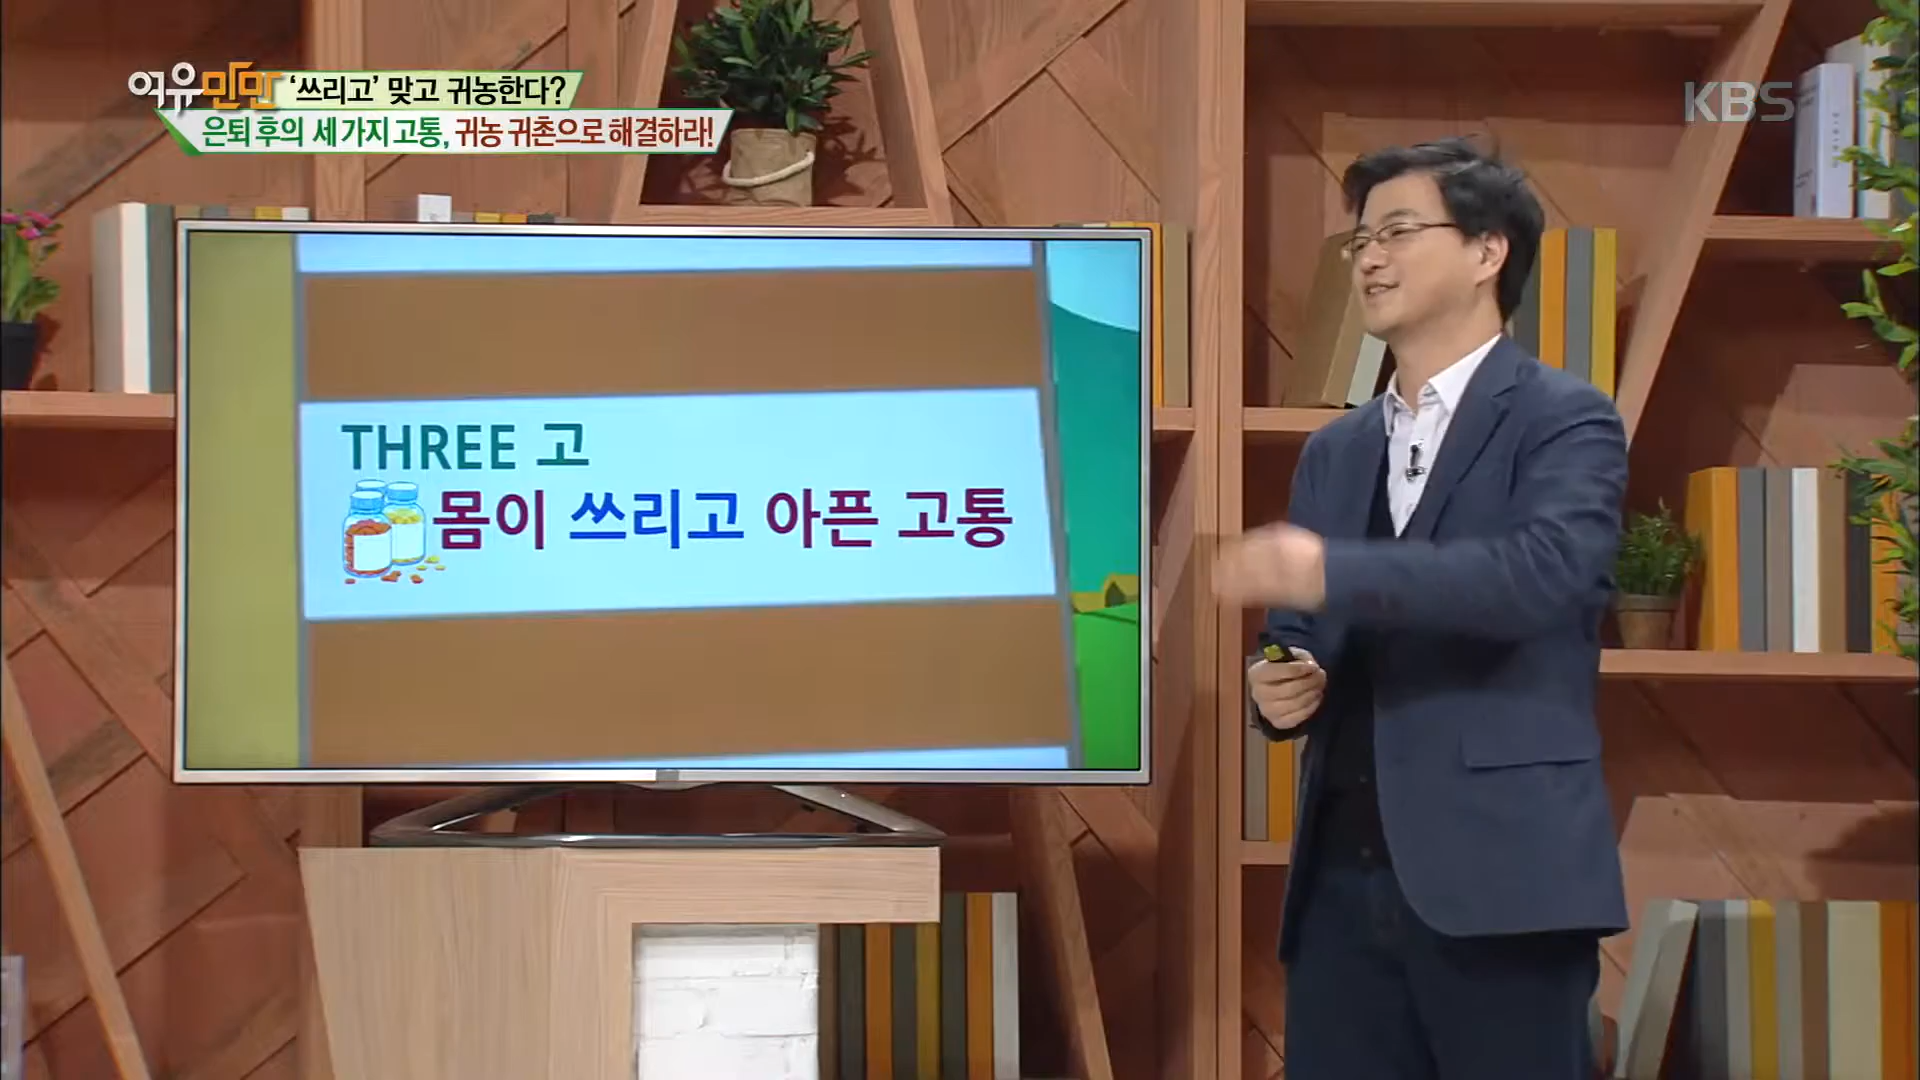 여유만만 ‘쓰리고’ 맞고 귀농한다?
은퇴 후의 세 가지 고통, 귀농 귀촌으로 해결하라!
KBS
THREE 고
몸이 쓰리고 아픈 고통